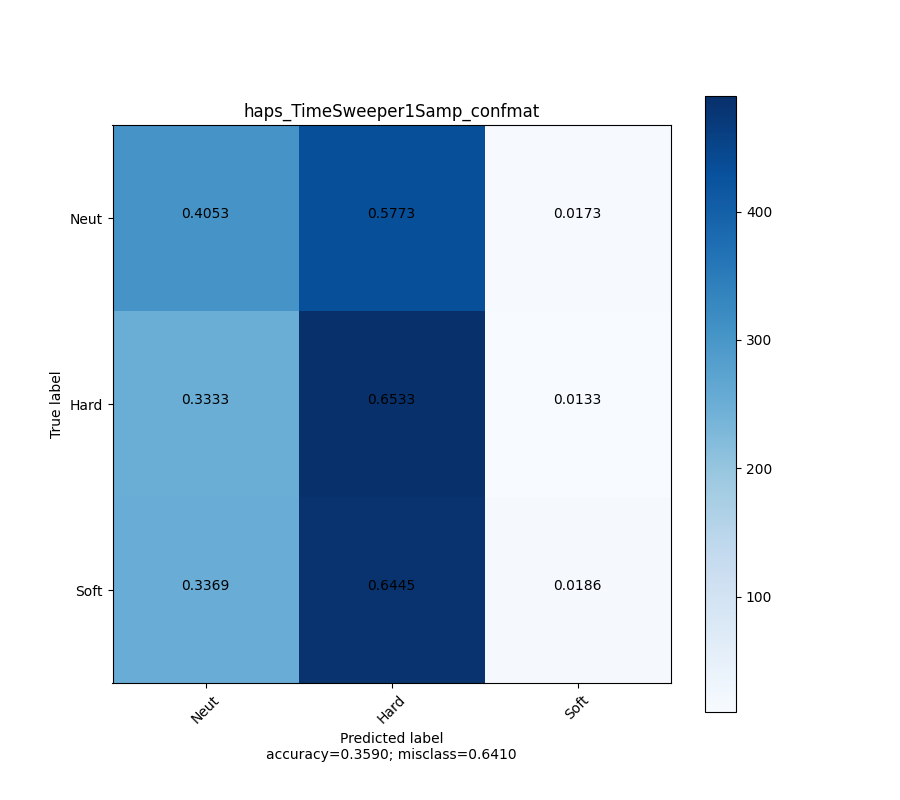 haps_TimeSweeper1Samp_confmat
Neut 0.4053 0.5773 0.0173
Hard 0.3333 0.6533 0.0133
Soft 0.3369 0.6445 0.0186
True label
Neut Hard Soft
Predicted label
accuracy=0.3590; misclass=0.6410
400
300
200
100